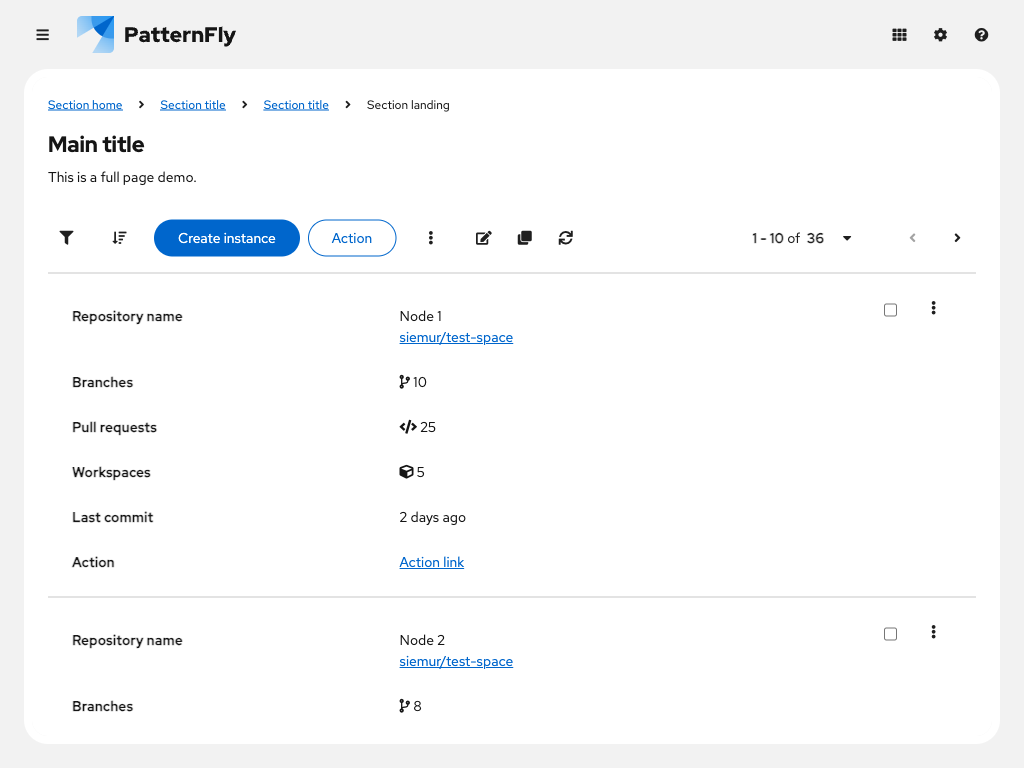 PatternFly
Section home Section title Section title Section landing
Main title
This is a full page demo.
Create instance Action 1 - 10 of 36
Repository name Node 1
siemur/test-space
Branches 10
Pull requests 25
Workspaces 5
Last commit 2 days ago
Action Action link
Repository name Node 2
siemur/test-space
Branches 8